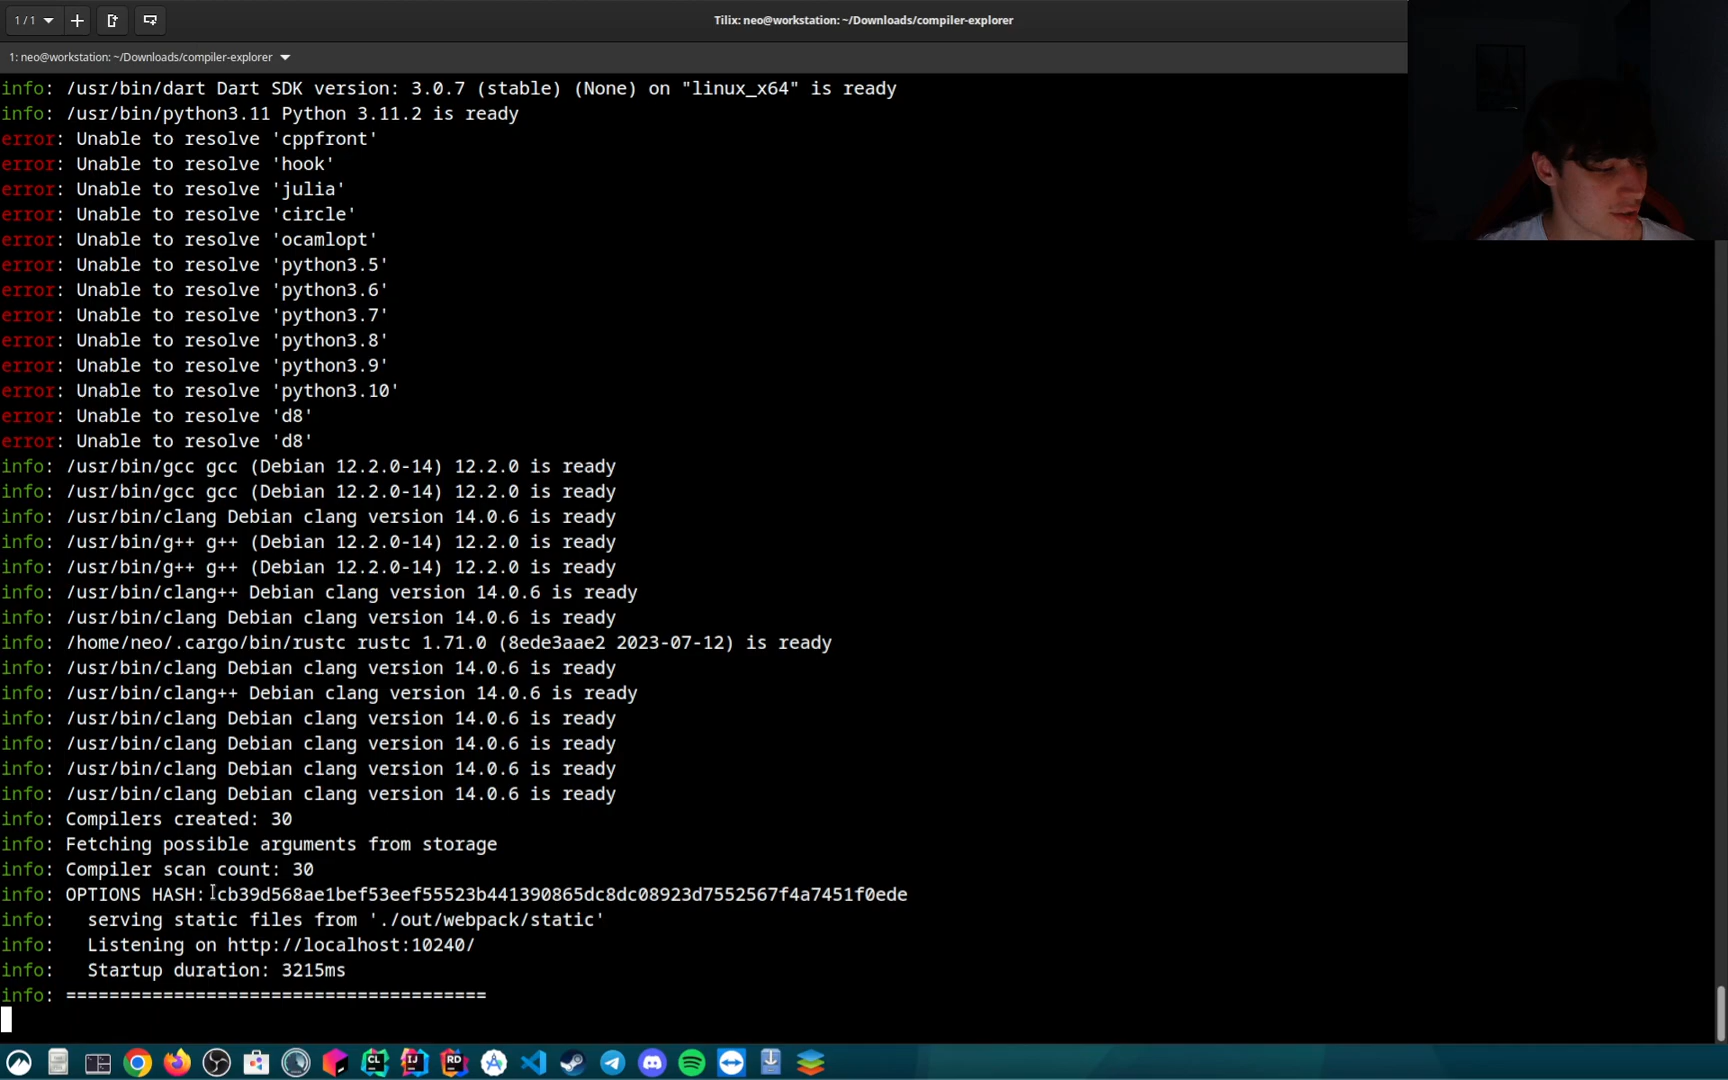 1 / 1
Tilix: neo@workstation: ~/Downloads/compiler-explorer
1: neo@workstation: ~/Downloads/compiler-explorer
info: /usr/bin/dart Dart SDK version: 3.0.7 (stable) (None) on "linux_x64" is ready
info: /usr/bin/python3.11 Python 3.11.2 is ready
error: Unable to resolve 'cppfront'
error: Unable to resolve 'hook'
error: Unable to resolve 'julia'
error: Unable to resolve 'circle'
error: Unable to resolve 'ocamlopt'
error: Unable to resolve 'python3.5'
error: Unable to resolve 'python3.6'
error: Unable to resolve 'python3.7'
error: Unable to resolve 'python3.8'
error: Unable to resolve 'python3.9'
error: Unable to resolve 'python3.10'
error: Unable to resolve 'd8'
error: Unable to resolve 'd8'
info: /usr/bin/gcc gcc (Debian 12.2.0-14) 12.2.0 is ready
info: /usr/bin/gcc gcc (Debian 12.2.0-14) 12.2.0 is ready
info: /usr/bin/clang Debian clang version 14.0.6 is ready
info: /usr/bin/g++ g++ (Debian 12.2.0-14) 12.2.0 is ready
info: /usr/bin/g++ g++ (Debian 12.2.0-14) 12.2.0 is ready
info: /usr/bin/clang++ Debian clang version 14.0.6 is ready
info: /usr/bin/clang Debian clang version 14.0.6 is ready
info: /home/neo/.cargo/bin/rustc rustc 1.71.0 (8ede3aae2 2023-07-12) is ready
info: /usr/bin/clang Debian clang version 14.0.6 is ready
info: /usr/bin/clang++ Debian clang version 14.0.6 is ready
info: /usr/bin/clang Debian clang version 14.0.6 is ready
info: /usr/bin/clang Debian clang version 14.0.6 is ready
info: /usr/bin/clang Debian clang version 14.0.6 is ready
info: /usr/bin/clang Debian clang version 14.0.6 is ready
info: Compilers created: 30
info: Fetching possible arguments from storage
info: Compiler scan count: 30
info: OPTIONS HASH: cb39d568ae1bef53eef55523b441390865dc8dc08923d7552567f4a7451f0ede
info:   serving static files from './out/webpack/static'
info:   Listening on http://localhost:10240/
info:   Startup duration: 3215ms
info: =======================================
CL
IJ
RD